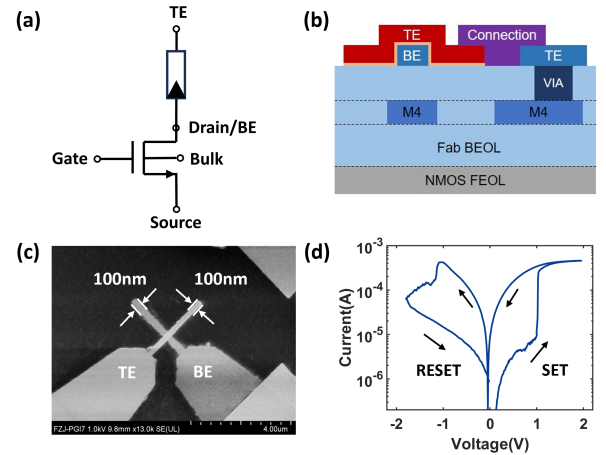 (a)
TE
Drain/BE
Gate
Bulk
Source
(b)
TE
Connection
BE
TE
VIA
M4
M4
Fab BEOL
NMOS FEOL
(c)
100nm
100nm
TE
BE
FZJ-PGI7 1.0kV 9.8mm x13.0k SE(UL)
4.00µm
(d)
10-3
10-4
10-5
10-6
Current(A)
RESET
SET
-2
-1
0
1
2
Voltage(V)